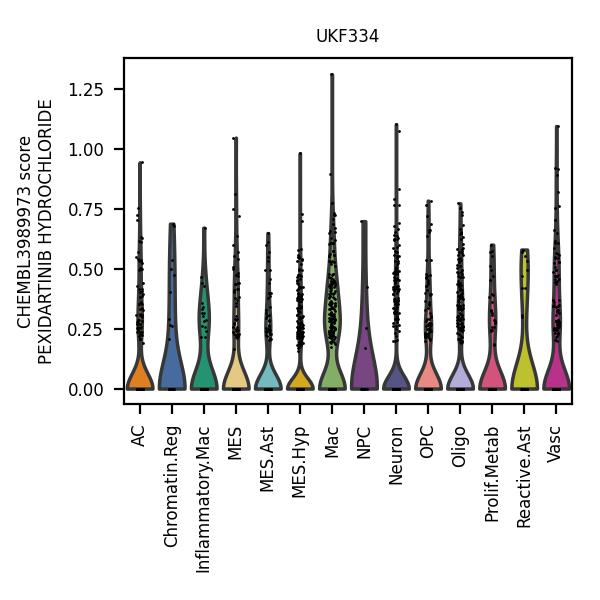 UKF334
CHEMBL3989973 score
PEXIDARTINIB HYDROCHLORIDE
1.25
1.00
0.75
0.50
0.25
0.00
AC
Chromatin.Reg
Inflammatory.Mac
MES
MES.Ast
MES.Hyp
Mac
NPC
Neuron
OPC
Oligo
Prolif.Metab
Reactive.Ast
Vasc